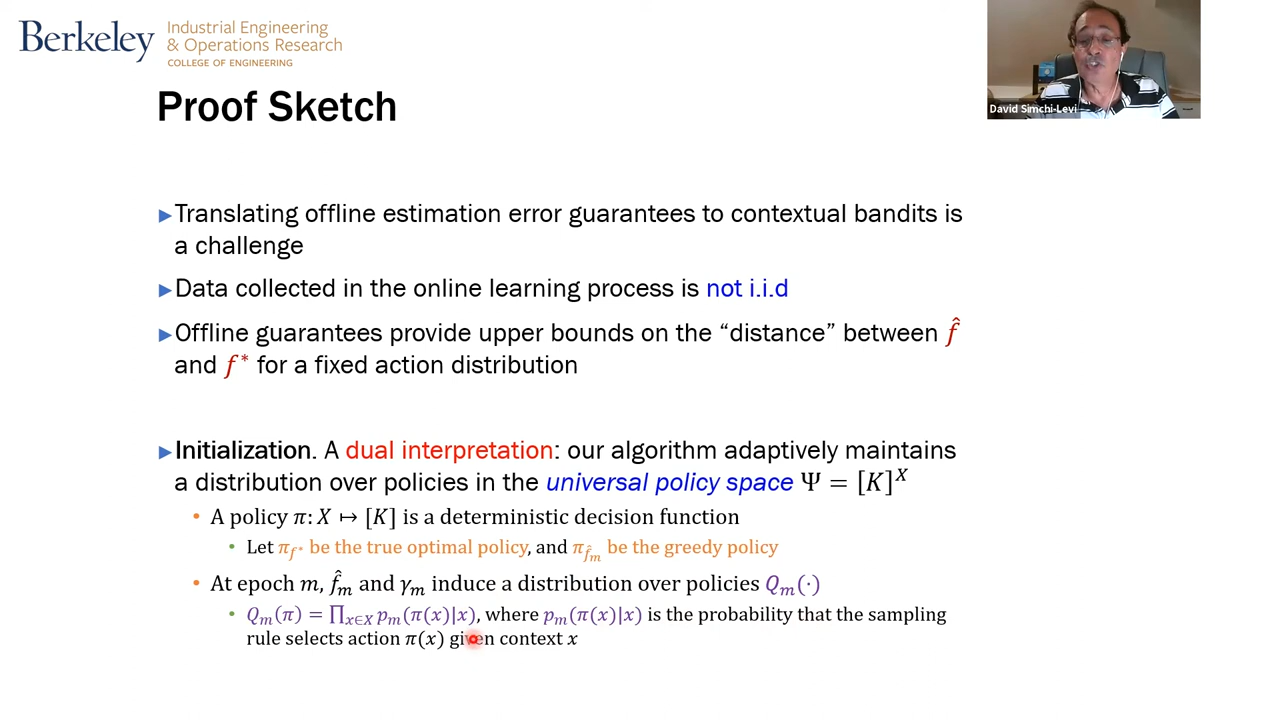 Berkeley
Industrial Engineering
& Operations Research
COLLEGE OF ENGINEERING
David Simchi-Levi
Proof Sketch
►Translating offline estimation error guarantees to contextual bandits is
a challenge
►Data collected in the online learning process is not i.i.d
►Offline guarantees provide upper bounds on the “distance” between f̂
and f* for a fixed action distribution
►Initialization. A dual interpretation: our algorithm adaptively maintains
a distribution over policies in the universal policy space Ψ = [K]^X
• A policy π: X ↦ [K] is a deterministic decision function
• Let π_{f*} be the true optimal policy, and π_{f̂_m} be the greedy policy
• At epoch m, f̂_m and γ_m induce a distribution over policies Q_m(·)
• Q_m(π) = ∏_{x∈X} p_m(π(x)|x), where p_m(π(x)|x) is the probability that the sampling
rule selects action π(x) given context x